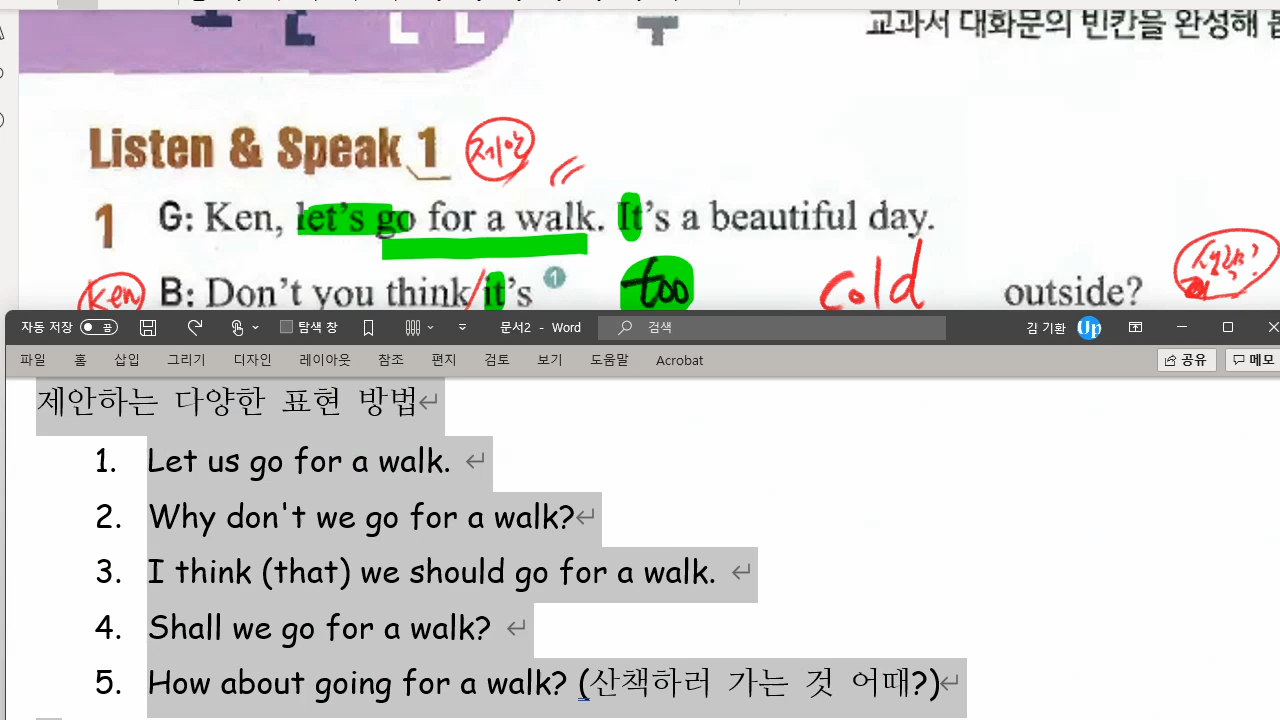 교과서 대화문의 빈칸을 완성해
Listen & Speak 1 제안
1 G: Ken, let's go for a walk. It's a beautiful day.
Ken B: Don't you think it's 1 too cold outside? 생략?
자동 저장 끔 탐색 창 문서2 - Word 검색 김 기환 Up
파일 홈 삽입 그리기 디자인 레이아웃 참조 편지 검토 보기 도움말 Acrobat 공유 메모
제안하는 다양한 표현 방법
1. Let us go for a walk.
2. Why don't we go for a walk?
3. I think (that) we should go for a walk.
4. Shall we go for a walk?
5. How about going for a walk? (산책하러 가는 것 어때?)